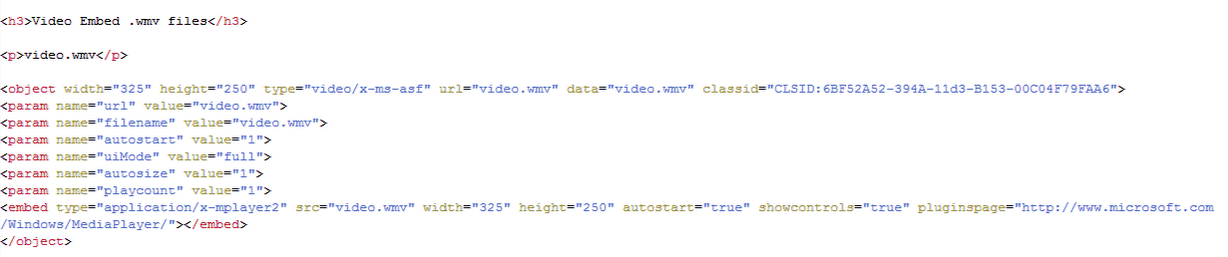 <h3>Video Embed .wmv files</h3>
<p>video.wmv</p>
<object width="325" height="250" type="video/x-ms-asf" url="video.wmv" data="video.wmv" classid="CLSID:6BF52A52-394A-11d3-B153-00C04F79FAA6">
<param name="url" value="video.wmv">
<param name="filename" value="video.wmv">
<param name="autostart" value="1">
<param name="uiMode" value="full">
<param name="autosize" value="1">
<param name="playcount" value="1">
<embed type="application/x-mplayer2" src="video.wmv" width="325" height="250" autostart="true" showcontrols="true" pluginspage="http://www.microsoft.com
/Windows/MediaPlayer/"></embed>
</object>